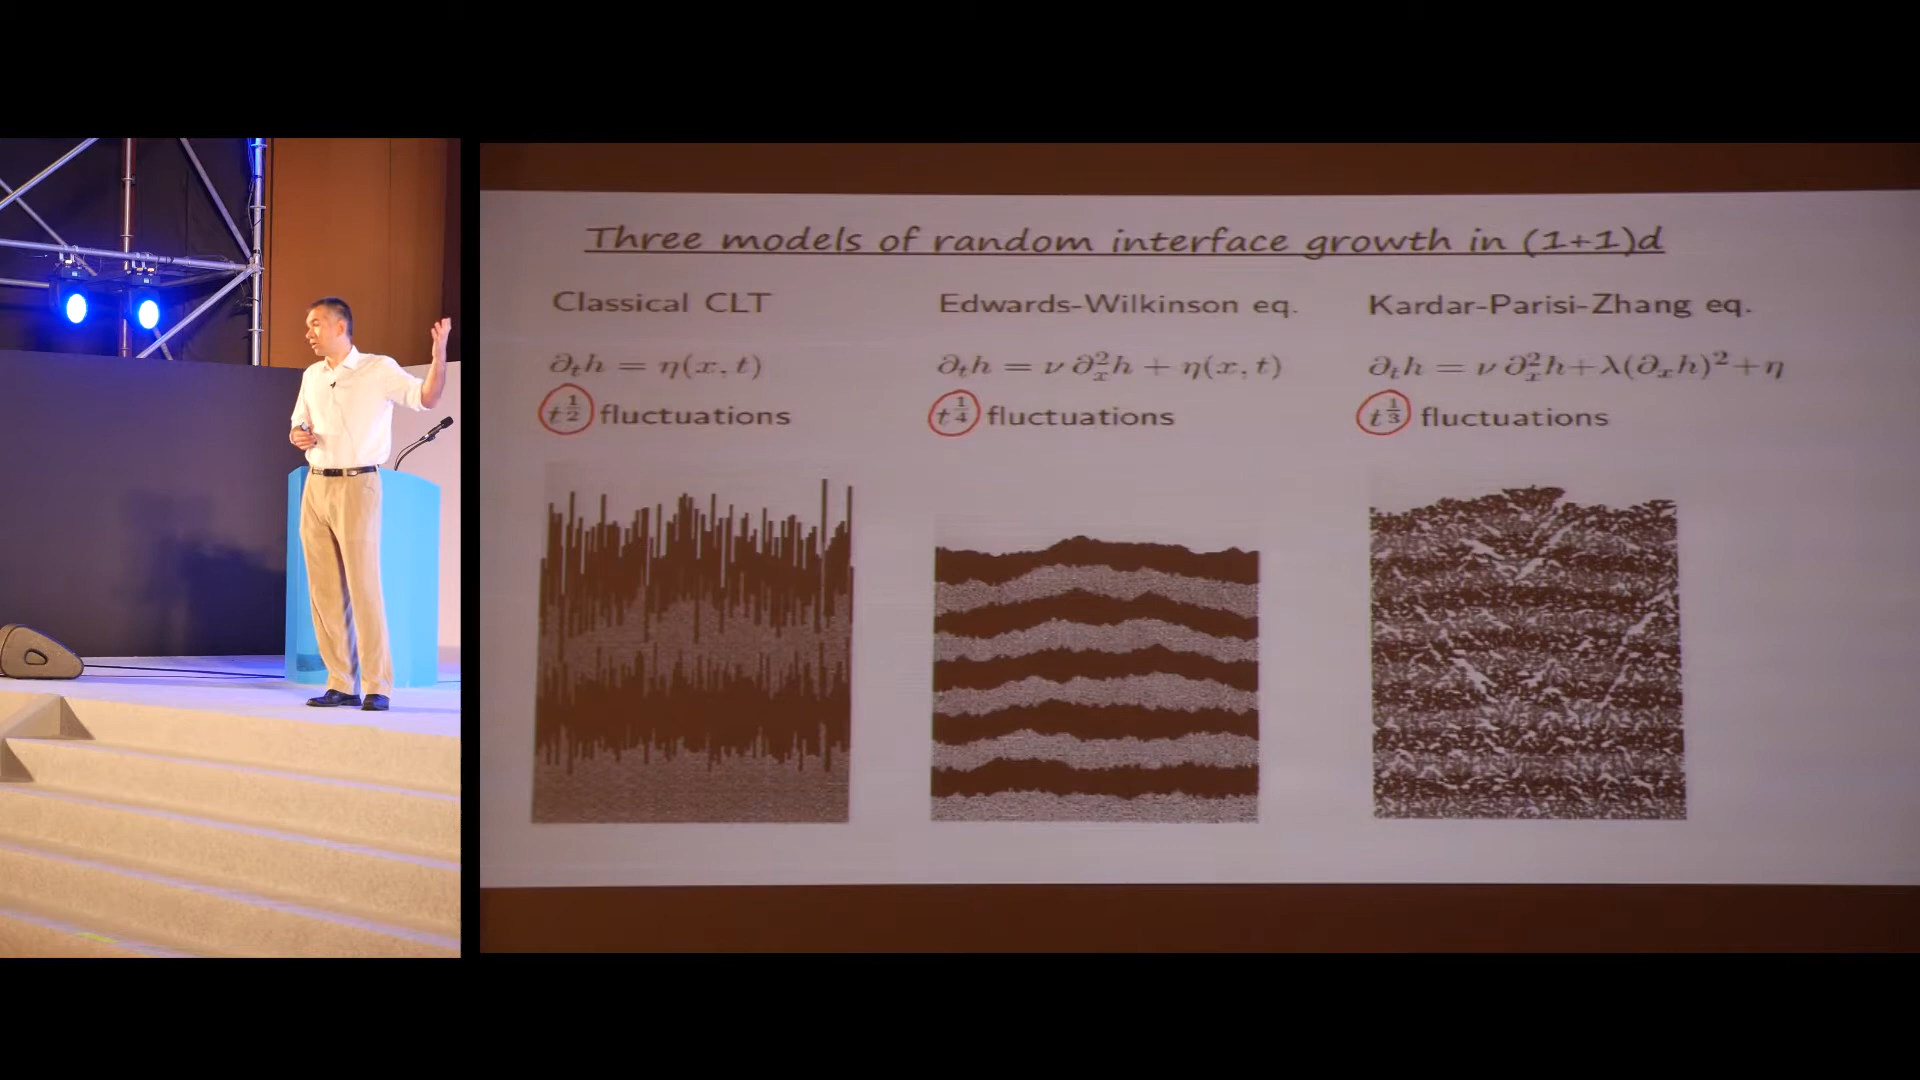 Three models of random interface growth in (1+1)d
Classical CLT
∂ₜh = η(x, t)
t^{1/2} fluctuations
Edwards-Wilkinson eq.
∂ₜh = ν ∂ₓ²h + η(x, t)
t^{1/4} fluctuations
Kardar-Parisi-Zhang eq.
∂ₜh = ν ∂ₓ²h+λ(∂ₓh)²+η
t^{1/3} fluctuations